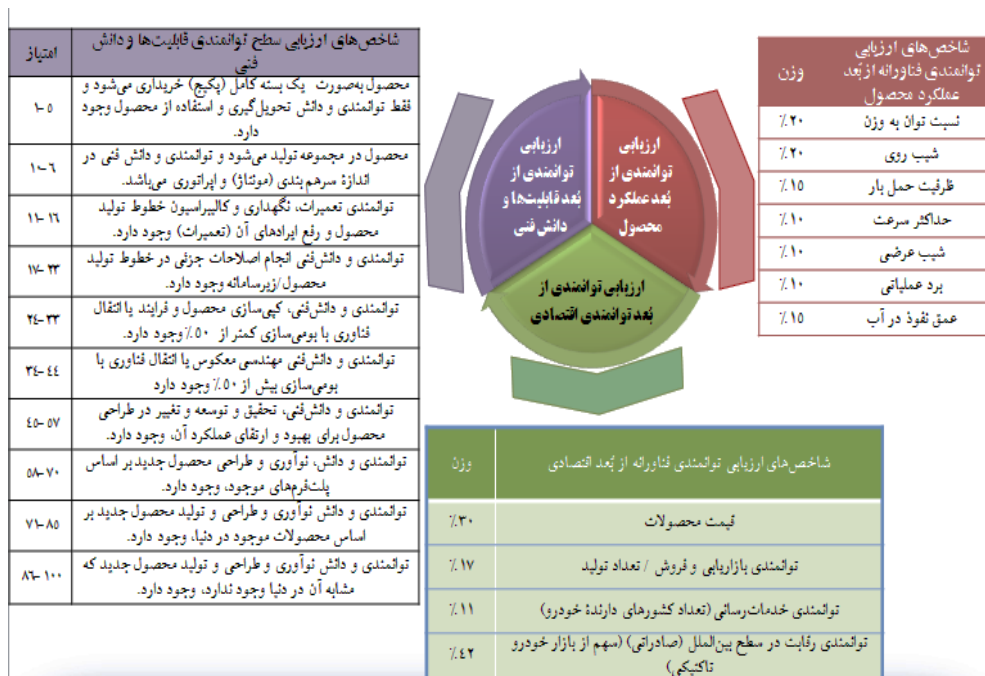 شاخص‌های ارزیابی
توانمندی فناورانه از بُعد
عملکرد محصول
وزن
نسبت توان به وزن
٪۲۰
شیب روی
٪۲۰
ظرفیت حمل بار
٪۱۵
حداکثر سرعت
٪۱۰
شیب عرضی
٪۱۰
برد عملیاتی
٪۱۰
عمق نفوذ در آب
٪۱۵
ارزیابی
توانمندی از
بُعد عملکرد
محصول
ارزیابی
توانمندی از
بُعد قابلیت‌ها و
دانش فنی
ارزیابی توانمندی از
بُعد توانمندی اقتصادی
شاخص‌های ارزیابی سطح توانمندی قابلیت‌ها و دانش
فنی
امتیاز
محصول به‌صورت یک بسته کامل (پکیج) خریداری می‌شود و
فقط توانمندی و دانش تحویل‌گیری و استفاده از محصول وجود
دارد.
۱-۵
محصول در مجموعه تولید می‌شود و توانمندی و دانش فنی در
اندازهٔ سرهم‌بندی (مونتاژ) و اپراتوری می‌باشد.
۶-۱۰
توانمندی تعمیرات، نگهداری و کالیبراسیون خطوط تولید
محصول و رفع ایرادهای آن (تعمیرات) وجود دارد.
۱۱-۱۶
توانمندی و دانش‌فنی انجام اصلاحات جزئی در خطوط تولید
محصول/زیرسامانه وجود دارد.
۱۷-۲۳
توانمندی و دانش‌فنی، کپی‌سازی محصول و فرایند یا انتقال
فناوری با بومی‌سازی کمتر از ۵۰٪ وجود دارد.
۲۴-۳۳
توانمندی و دانش‌فنی مهندسی معکوس یا انتقال فناوری با
بومی‌سازی بیش از ۵۰٪ وجود دارد
۳۴-۴۴
توانمندی و دانش‌فنی، تحقیق و توسعه و تغییر در طراحی
محصول برای بهبود و ارتقای عملکرد آن، وجود دارد.
۴۵-۵۷
توانمندی و دانش، نوآوری و طراحی محصول جدید بر اساس
پلت‌فرم‌های موجود، وجود دارد.
۵۸-۷۰
توانمندی و دانش نوآوری و طراحی و تولید محصول جدید بر
اساس محصولات موجود در دنیا، وجود دارد.
۷۱-۸۵
توانمندی و دانش نوآوری و طراحی و تولید محصول جدید که
مشابه آن در دنیا وجود ندارد، وجود دارد.
۸۶-۱۰۰
شاخص‌های ارزیابی توانمندی فناورانه از بُعد اقتصادی
وزن
قیمت محصولات
٪۳۰
توانمندی بازاریابی و فروش / تعداد تولید
٪۱۷
توانمندی خدمات‌رسانی (تعداد کشورهای دارندهٔ خودرو)
٪۱۱
توانمندی رقابت در سطح بین‌الملل (صادراتی) (سهم از بازار خودرو
تاکتیکی)
٪۴۲